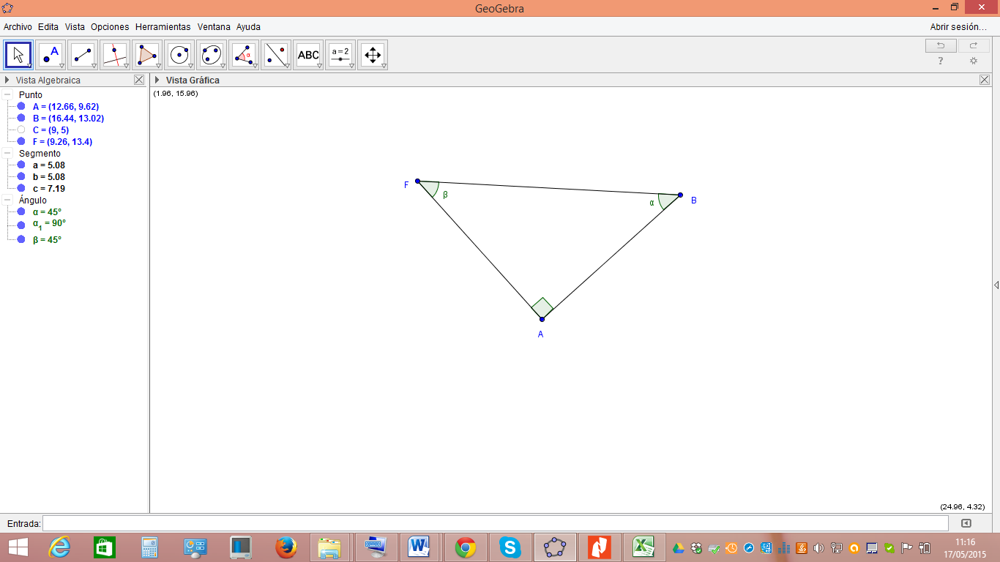 GeoGebra
Archivo Edita Vista Opciones Herramientas Ventana Ayuda Abrir sesión...
A α ABC a=2
?
Vista Algebraica
Vista Gráfica
Punto
A = (12.66, 9.62)
B = (16.44, 13.02)
C = (9, 5)
F = (9.26, 13.4)
Segmento
a = 5.08
b = 5.08
c = 7.19
Ángulo
α = 45°
α1 = 90°
β = 45°
(1.96, 15.96)
F
β
α
B
A
(24.96, 4.32)
Entrada:
11:16
17/05/2015